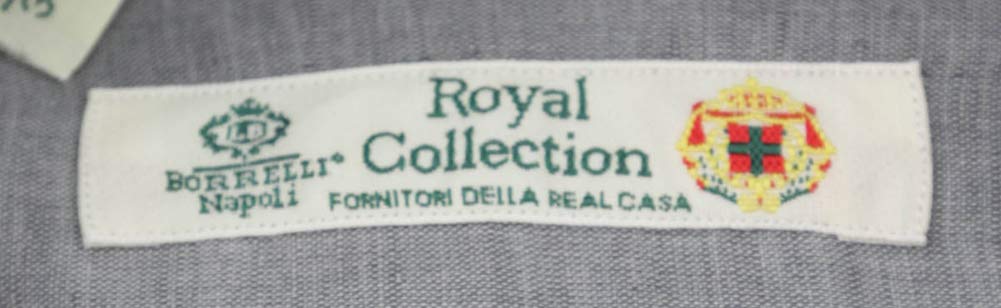 Royal
Collection
BORRELLI
Napoli
FORNITORI DELLA REAL CASA